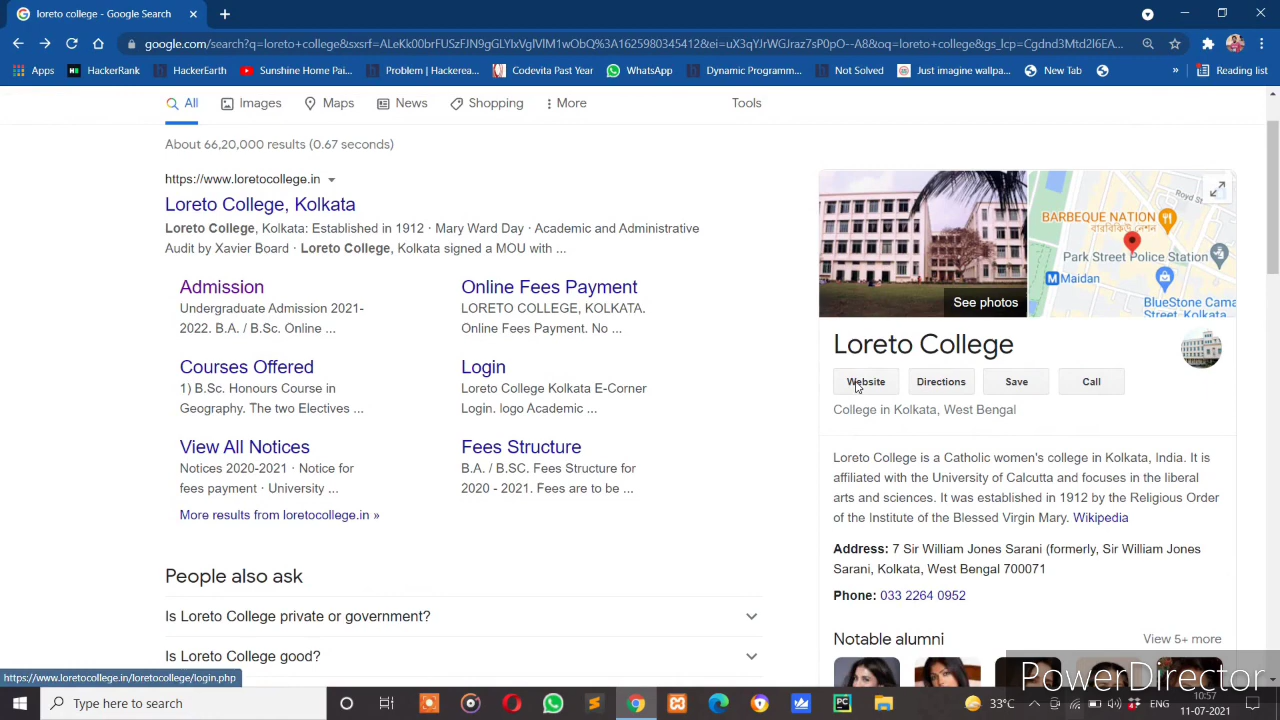 loreto college - Google Search
google.com/search?q=loreto+college&sxsrf=ALeKk00brFUSzFJN9gGLYIxVglVlM1wObQ%3A1625980345412&ei=uX3qYJrWGJraz7sP0pO--A8&oq=loreto+college&gs_lcp=Cgdnd3Mtd2l6EA...
Apps HackerRank HackerEarth Sunshine Home Pai... Problem | Hackerea... Codevita Past Year WhatsApp Dynamic Programm... Not Solved Just imagine wallpa... New Tab » Reading list
All Images Maps News Shopping More Tools
About 66,20,000 results (0.67 seconds)
https://www.loretocollege.in
Loreto College, Kolkata
Loreto College, Kolkata: Established in 1912 · Mary Ward Day · Academic and Administrative
Audit by Xavier Board · Loreto College, Kolkata signed a MOU with ...
Admission
Undergraduate Admission 2021-
2022. B.A. / B.Sc. Online ...
Online Fees Payment
LORETO COLLEGE, KOLKATA.
Online Fees Payment. No ...
Courses Offered
1) B.Sc. Honours Course in
Geography. The two Electives ...
Login
Loreto College Kolkata E-Corner
Login. logo Academic ...
View All Notices
Notices 2020-2021 · Notice for
fees payment · University ...
Fees Structure
B.A. / B.SC. Fees Structure for
2020 - 2021. Fees are to be ...
More results from loretocollege.in »
People also ask
Is Loreto College private or government?
Is Loreto College good?
https://www.loretocollege.in/loretocollege/login.php
See photos
Royd St
BARBEQUE NATION
বারবিকিউ নেশন
Park Street Police Station
Maidan
BlueStone Cama
Street, Kolkata
Loreto College
Website Directions Save Call
College in Kolkata, West Bengal
Loreto College is a Catholic women's college in Kolkata, India. It is
affiliated with the University of Calcutta and focuses in the liberal
arts and sciences. It was established in 1912 by the Religious Order
of the Institute of the Blessed Virgin Mary. Wikipedia
Address: 7 Sir William Jones Sarani (formerly, Sir William Jones
Sarani, Kolkata, West Bengal 700071
Phone: 033 2264 0952
Notable alumni View 5+ more
PowerDirector
Type here to search
33°C ENG 10:57
11-07-2021